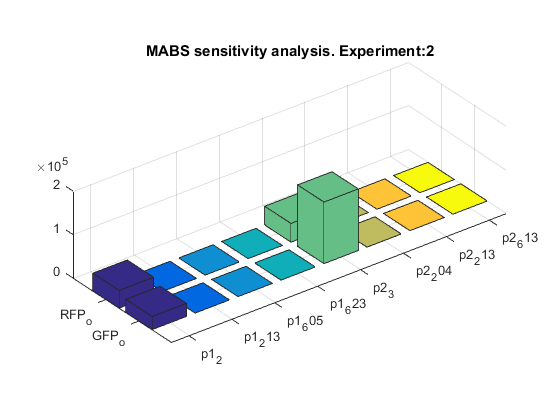 MABS sensitivity analysis. Experiment:2
×10⁵
2
1
0
RFPₒ
GFPₒ
p1₂
p1₂13
p1₆05
p1₆23
p2₃
p2₂04
p2₂13
p2₆13